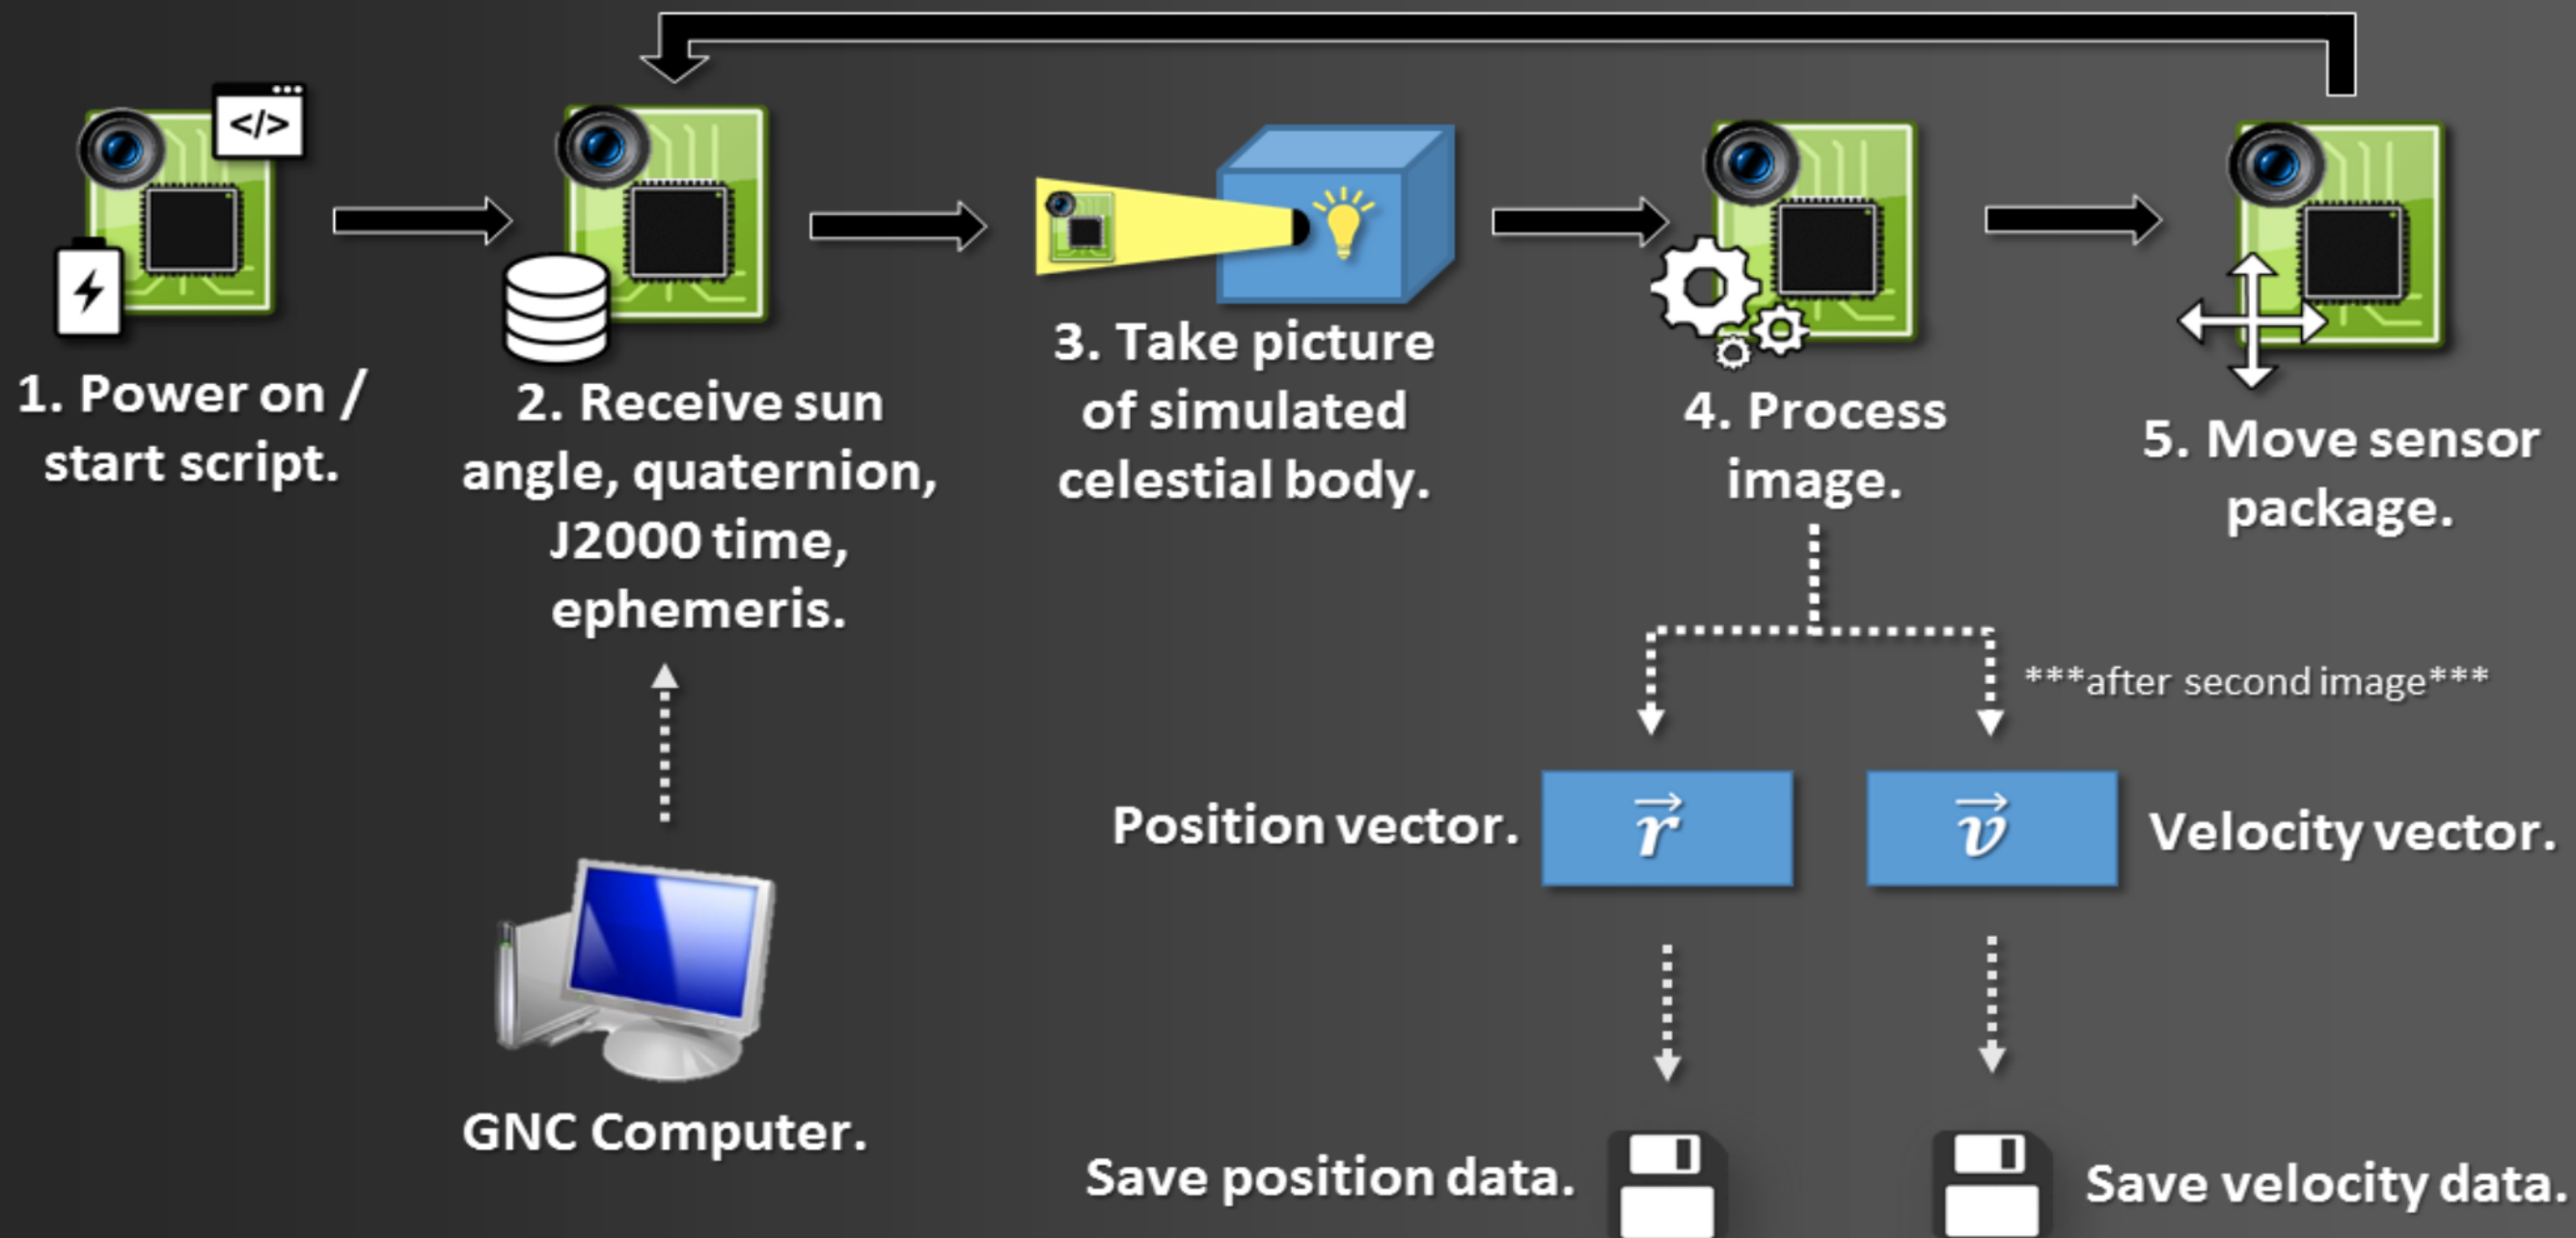 </>
1. Power on /
start script.
2. Receive sun
angle, quaternion,
J2000 time,
ephemeris.
3. Take picture
of simulated
celestial body.
4. Process
image.
5. Move sensor
package.
***after second image***
Position vector.
r⃗
v⃗
Velocity vector.
GNC Computer.
Save position data.
Save velocity data.